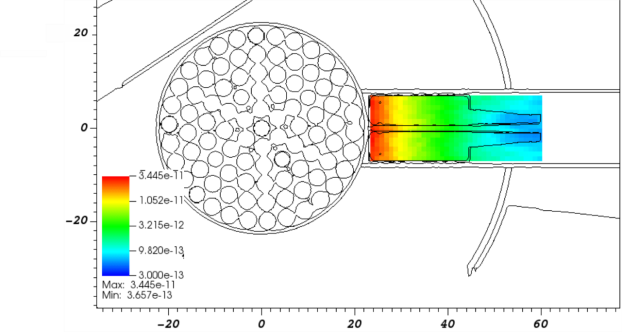 20
0
−20
3.445e-11
1.052e-11
3.215e-12
9.820e-13
3.000e-13
Max: 3.445e-11
Min: 3.657e-13
−20 0 20 40 60